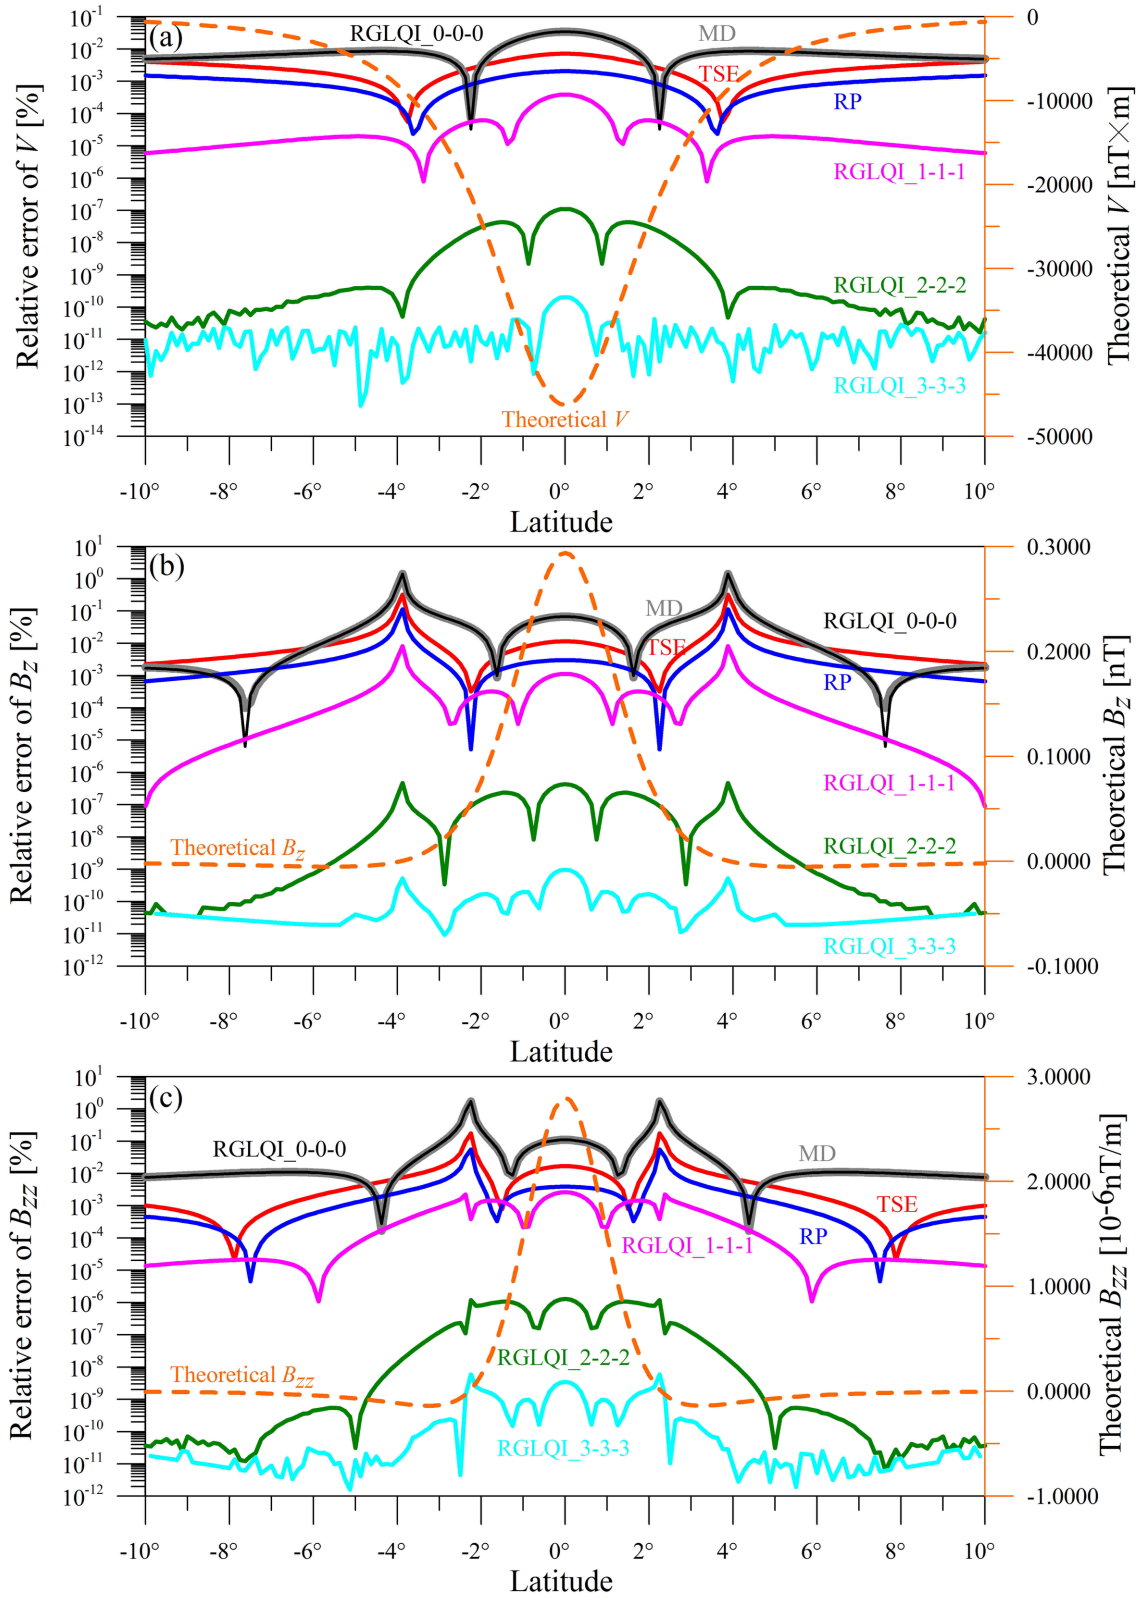 (a)
RGLQI_0-0-0
MD
TSE
RP
RGLQI_1-1-1
RGLQI_2-2-2
RGLQI_3-3-3
Theoretical V
Relative error of V [%]
10⁻¹
10⁻²
10⁻³
10⁻⁴
10⁻⁵
10⁻⁶
10⁻⁷
10⁻⁸
10⁻⁹
10⁻¹⁰
10⁻¹¹
10⁻¹²
10⁻¹³
10⁻¹⁴
0
-10000
-20000
-30000
-40000
-50000
Theoretical V [nT×m]
-10° -8° -6° -4° -2° 0° 2° 4° 6° 8° 10°
Latitude
(b)
MD
RGLQI_0-0-0
TSE
RP
RGLQI_1-1-1
RGLQI_2-2-2
Theoretical B_Z
RGLQI_3-3-3
Relative error of B_Z [%]
10¹
10⁰
10⁻¹
10⁻²
10⁻³
10⁻⁴
10⁻⁵
10⁻⁶
10⁻⁷
10⁻⁸
10⁻⁹
10⁻¹⁰
10⁻¹¹
10⁻¹²
0.3000
0.2000
0.1000
0.0000
-0.1000
Theoretical B_Z [nT]
-10° -8° -6° -4° -2° 0° 2° 4° 6° 8° 10°
Latitude
(c)
RGLQI_0-0-0
MD
TSE
RP
RGLQI_1-1-1
RGLQI_2-2-2
Theoretical B_ZZ
RGLQI_3-3-3
Relative error of B_ZZ [%]
10¹
10⁰
10⁻¹
10⁻²
10⁻³
10⁻⁴
10⁻⁵
10⁻⁶
10⁻⁷
10⁻⁸
10⁻⁹
10⁻¹⁰
10⁻¹¹
10⁻¹²
3.0000
2.0000
1.0000
0.0000
-1.0000
Theoretical B_ZZ [10⁻⁶nT/m]
-10° -8° -6° -4° -2° 0° 2° 4° 6° 8° 10°
Latitude